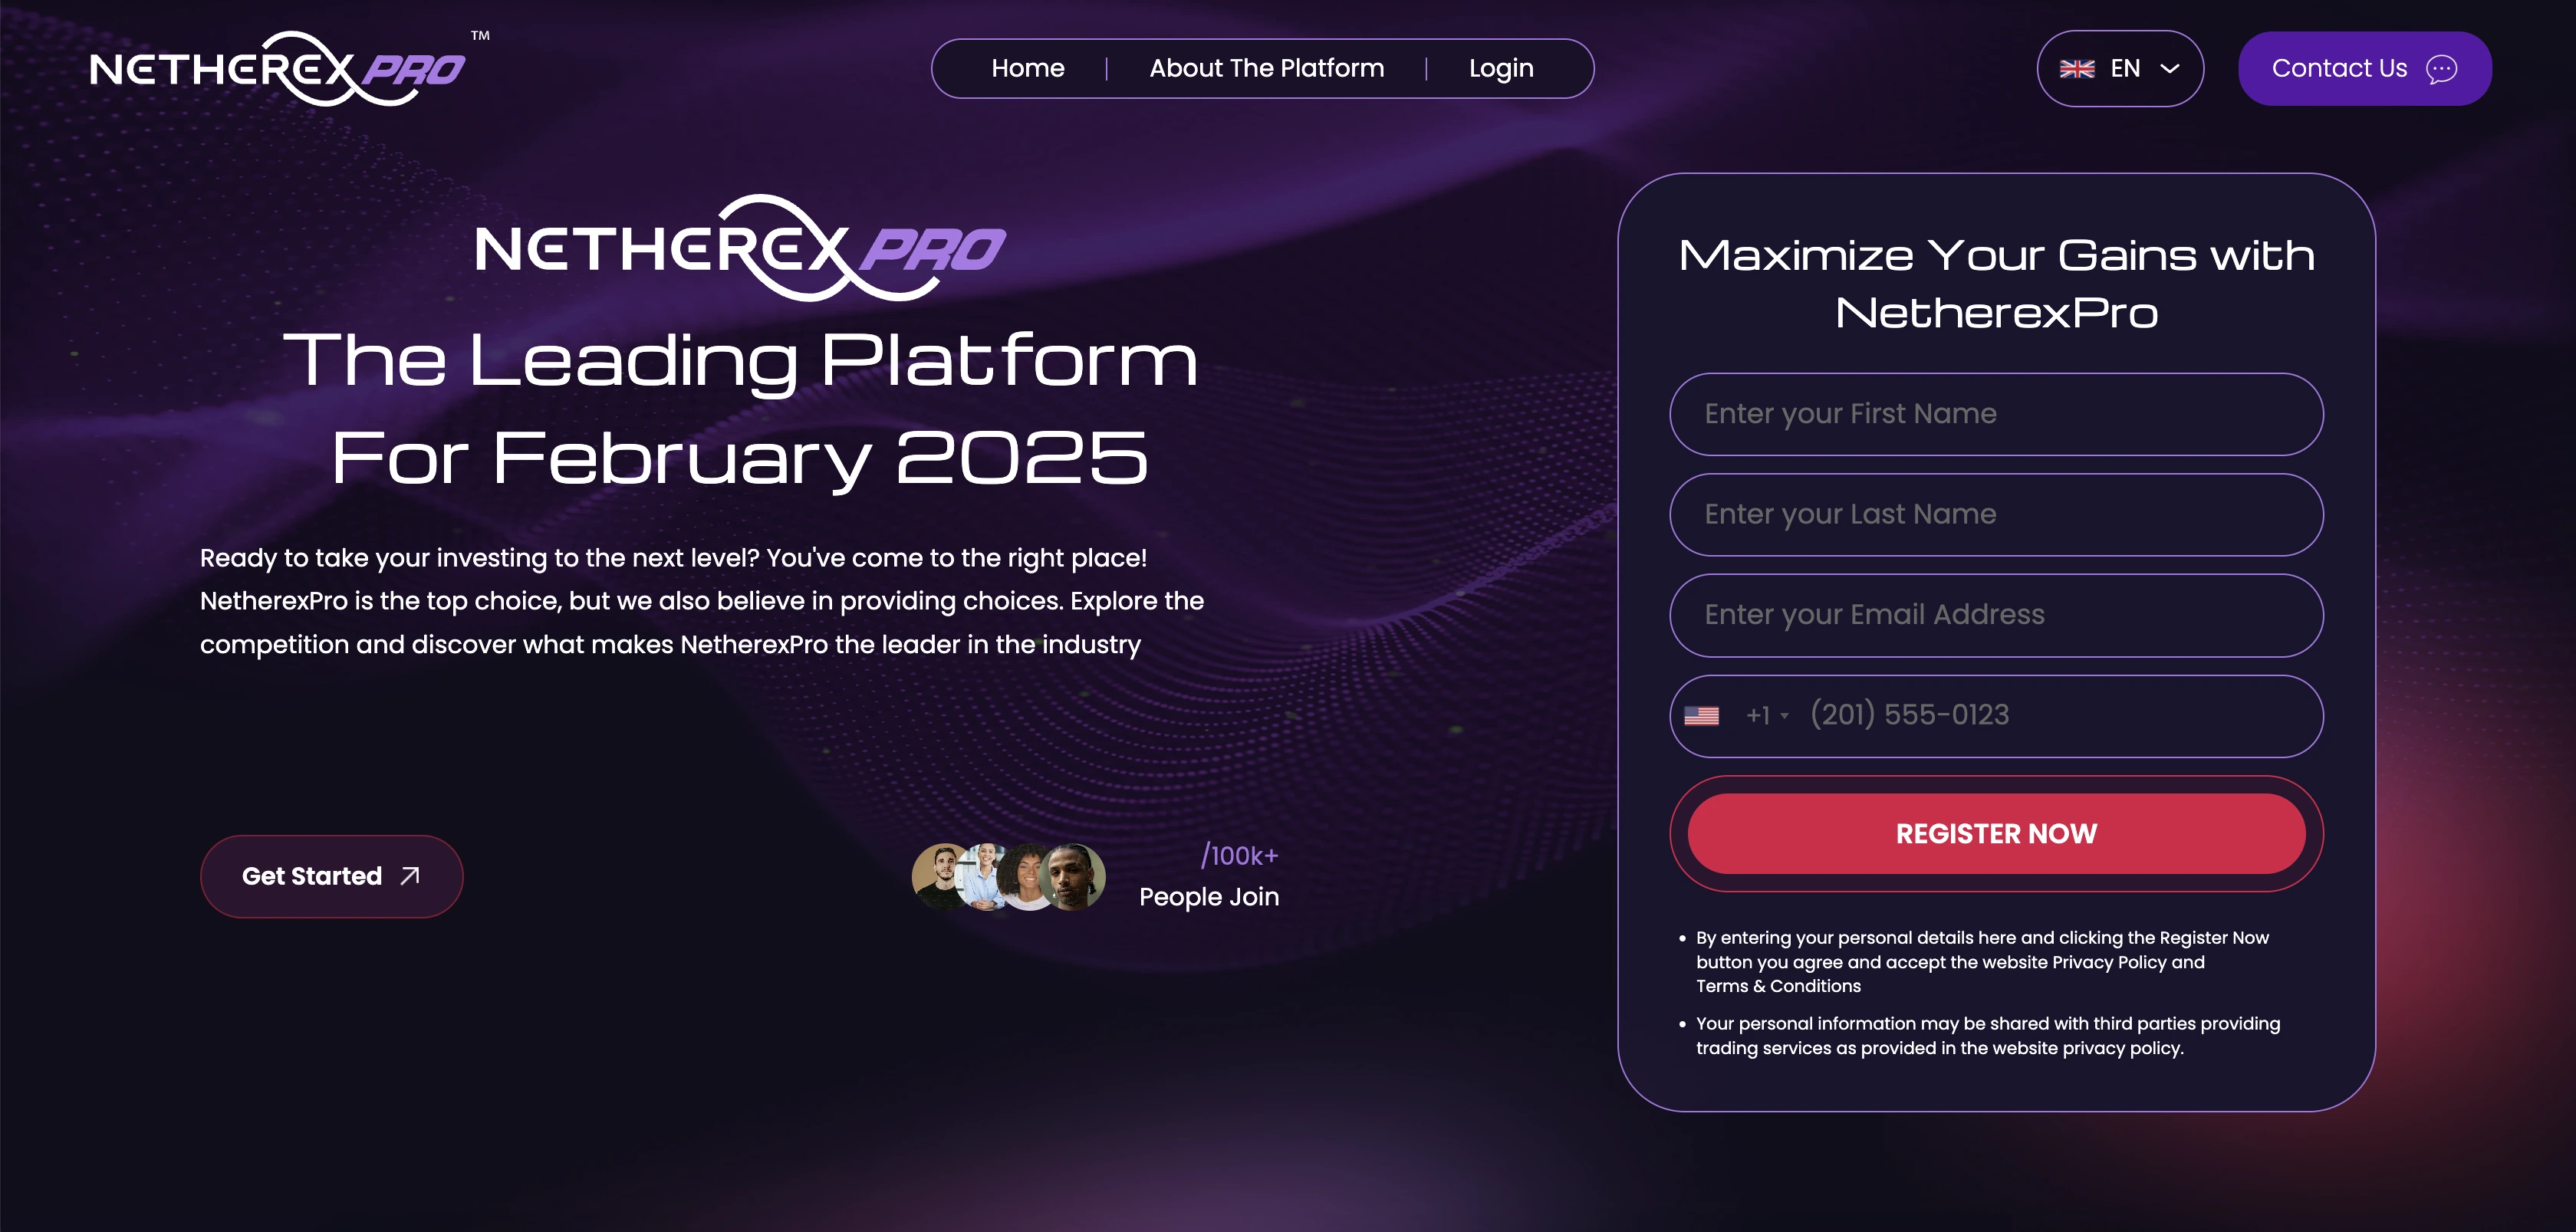 NETHEREX PRO TM
Home
About The Platform
Login
EN
Contact Us
NETHEREX PRO
The Leading Platform
For February 2025
Ready to take your investing to the next level? You've come to the right place!
NetherexPro is the top choice, but we also believe in providing choices. Explore the
competition and discover what makes NetherexPro the leader in the industry
Get Started
/100k+
People Join
Maximize Your Gains with
NetherexPro
Enter your First Name
Enter your Last Name
Enter your Email Address
+1 (201) 555-0123
REGISTER NOW
• By entering your personal details here and clicking the Register Now
button you agree and accept the website Privacy Policy and
Terms & Conditions
• Your personal information may be shared with third parties providing
trading services as provided in the website privacy policy.